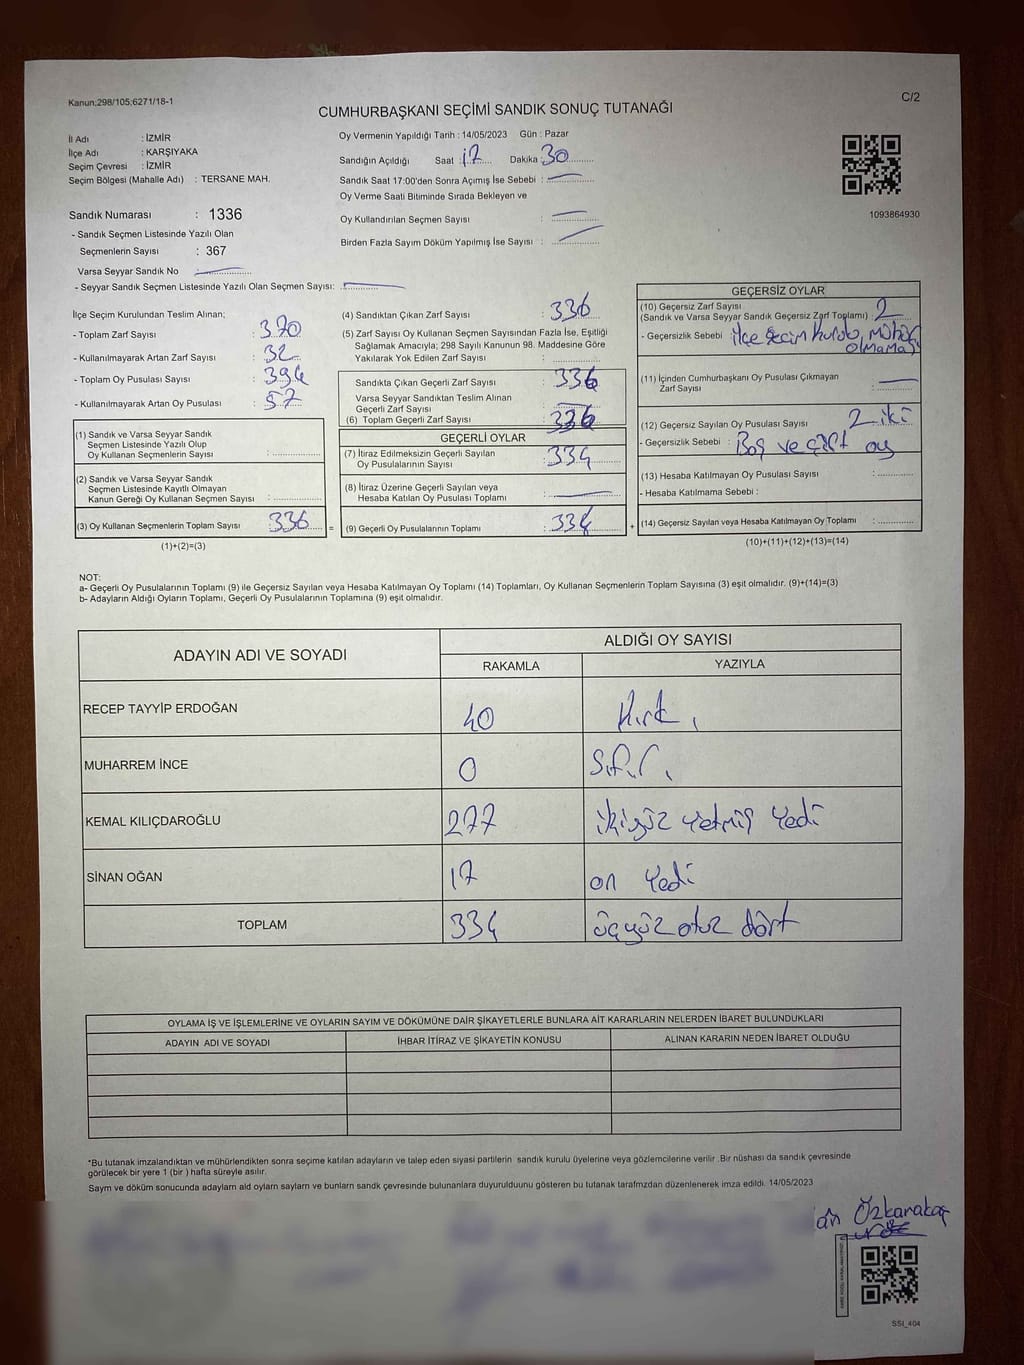 Kanun:298/105;6271/18-1
C/2
CUMHURBAŞKANI SEÇİMİ SANDIK SONUÇ TUTANAĞI
İl Adı : İZMİR
İlçe Adı : KARŞIYAKA
Seçim Çevresi : İZMİR
Seçim Bölgesi (Mahalle Adı) : TERSANE MAH.
Oy Vermenin Yapıldığı Tarih : 14/05/2023 Gün : Pazar
Sandığın Açıldığı Saat : 17 Dakika : 30
Sandık Saat 17:00'den Sonra Açımış İse Sebebi :
Oy Verme Saati Bitiminde Sırada Bekleyen ve
Oy Kullandırılan Seçmen Sayısı :
Birden Fazla Sayım Döküm Yapılmış İse Sayısı :
1093864930
Sandık Numarası : 1336
- Sandık Seçmen Listesinde Yazılı Olan
Seçmenlerin Sayısı : 367
Varsa Seyyar Sandık No :
- Seyyar Sandık Seçmen Listesinde Yazılı Olan Seçmen Sayısı:
İlçe Seçim Kurulundan Teslim Alınan;
- Toplam Zarf Sayısı : 370
- Kullanılmayarak Artan Zarf Sayısı : 32
- Toplam Oy Pusulası Sayısı : 394
- Kullanılmayarak Artan Oy Pusulası : 57
(1) Sandık ve Varsa Seyyar Sandık
Seçmen Listesinde Yazılı Olup
Oy Kullanan Seçmenlerin Sayısı :
(2) Sandık ve Varsa Seyyar Sandık
Seçmen Listesinde Kayıtlı Olmayan
Kanun Gereği Oy Kullanan Seçmen Sayısı :
(3) Oy Kullanan Seçmenlerin Toplam Sayısı : 336 =
(1)+(2)=(3)
(4) Sandıktan Çıkan Zarf Sayısı : 336
(5) Zarf Sayısı Oy Kullanan Seçmen Sayısından Fazla İse, Eşitliği
Sağlamak Amacıyla; 298 Sayılı Kanunun 98. Maddesine Göre
Yakılarak Yok Edilen Zarf Sayısı :
Sandıkta Çıkan Geçerli Zarf Sayısı : 336
Varsa Seyyar Sandıktan Teslim Alınan
Geçerli Zarf Sayısı :
(6) Toplam Geçerli Zarf Sayısı : 336
GEÇERLİ OYLAR
(7) İtiraz Edilmeksizin Geçerli Sayılan
Oy Pusulalarının Sayısı : 334
(8) İtiraz Üzerine Geçerli Sayılan veya
Hesaba Katılan Oy Pusulası Toplamı :
(9) Geçerli Oy Pusulalarının Toplamı : 334 +
GEÇERSİZ OYLAR
(10) Geçersiz Zarf Sayısı
(Sandık ve Varsa Seyyar Sandık Geçersiz Zarf Toplamı) : 2
- Geçersizlik Sebebi : ilçe seçim kurulu mührü
olmaması
(11) İçinden Cumhurbaşkanı Oy Pusulası Çıkmayan
Zarf Sayısı :
(12) Geçersiz Sayılan Oy Pusulası Sayısı : 2 iki
- Geçersizlik Sebebi : Boş ve çift oy
(13) Hesaba Katılmayan Oy Pusulası Sayısı :
- Hesaba Katılmama Sebebi :
(14) Geçersiz Sayılan veya Hesaba Katılmayan Oy Toplamı :
(10)+(11)+(12)+(13)=(14)
NOT:
a- Geçerli Oy Pusulalarının Toplamı (9) ile Geçersiz Sayılan veya Hesaba Katılmayan Oy Toplamı (14) Toplamları, Oy Kullanan Seçmenlerin Toplam Sayısına (3) eşit olmalıdır. (9)+(14)=(3)
b- Adayların Aldığı Oyların Toplamı, Geçerli Oy Pusulalarının Toplamına (9) eşit olmalıdır.
ADAYIN ADI VE SOYADI
ALDIĞI OY SAYISI
RAKAMLA YAZIYLA
RECEP TAYYİP ERDOĞAN 40 Kırk
MUHARREM İNCE 0 Sıfır
KEMAL KILIÇDAROĞLU 277 ikiyüz yetmiş yedi
SİNAN OĞAN 17 on yedi
TOPLAM 334 üçyüz otuz dört
OYLAMA İŞ VE İŞLEMLERİNE VE OYLARIN SAYIM VE DÖKÜMÜNE DAİR ŞİKAYETLERLE BUNLARA AİT KARARLARIN NELERDEN İBARET BULUNDUKLARI
ADAYIN ADI VE SOYADI İHBAR İTİRAZ VE ŞİKAYETİN KONUSU ALINAN KARARIN NEDEN İBARET OLDUĞU
*Bu tutanak imzalandıktan ve mühürlendikten sonra seçime katılan adayların ve talep eden siyasi partilerin sandık kurulu üyelerine veya gözlemcilerine verilir .Bir nüshası da sandık çevresinde
görülecek bir yere 1 (bir ) hafta süreyle asılır.
Saym ve döküm sonucunda adaylarn ald oylarn saylarn ve bunlarn sandk çevresinde bulunanlara duyurulduunu gösteren bu tutanak tarafmzdan düzenlenerek imza edildi. 14/05/2023
an Özkarakaş
SSI_404